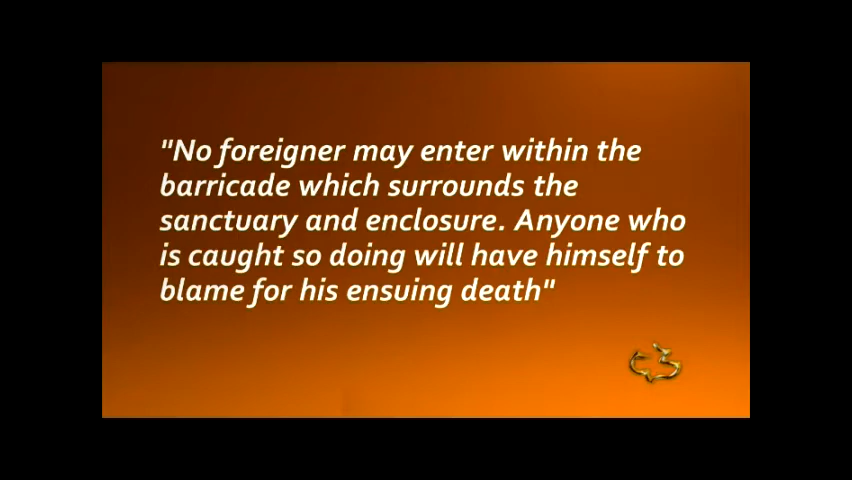 "No foreigner may enter within the
barricade which surrounds the
sanctuary and enclosure. Anyone who
is caught so doing will have himself to
blame for his ensuing death"